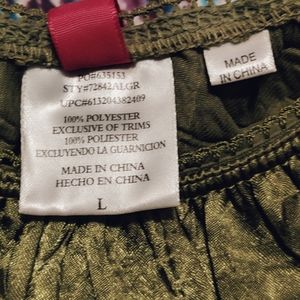 PO#635153
STY#72842ALGR
UPC#613204382409
100% POLYESTER
EXCLUSIVE OF TRIMS
100% POLIESTER
EXCLUYENDO LA GUARNICION
MADE IN CHINA
HECHO EN CHINA
L
MADE
IN CHINA